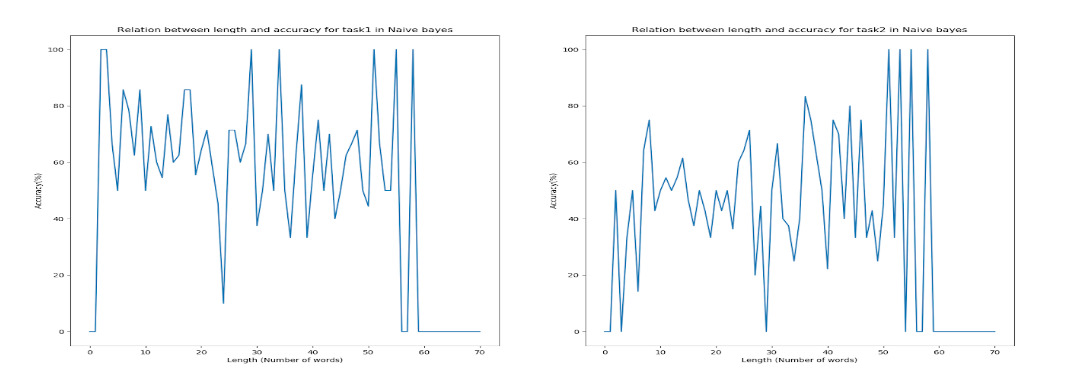 Relation between length and accuracy for task1 in Naive bayes
100
80
60
40
20
0
Accuracy(%)
0 10 20 30 40 50 60 70
Length (Number of words)
Relation between length and accuracy for task2 in Naive bayes
100
80
60
40
20
0
Accuracy(%)
0 10 20 30 40 50 60 70
Length (Number of words)